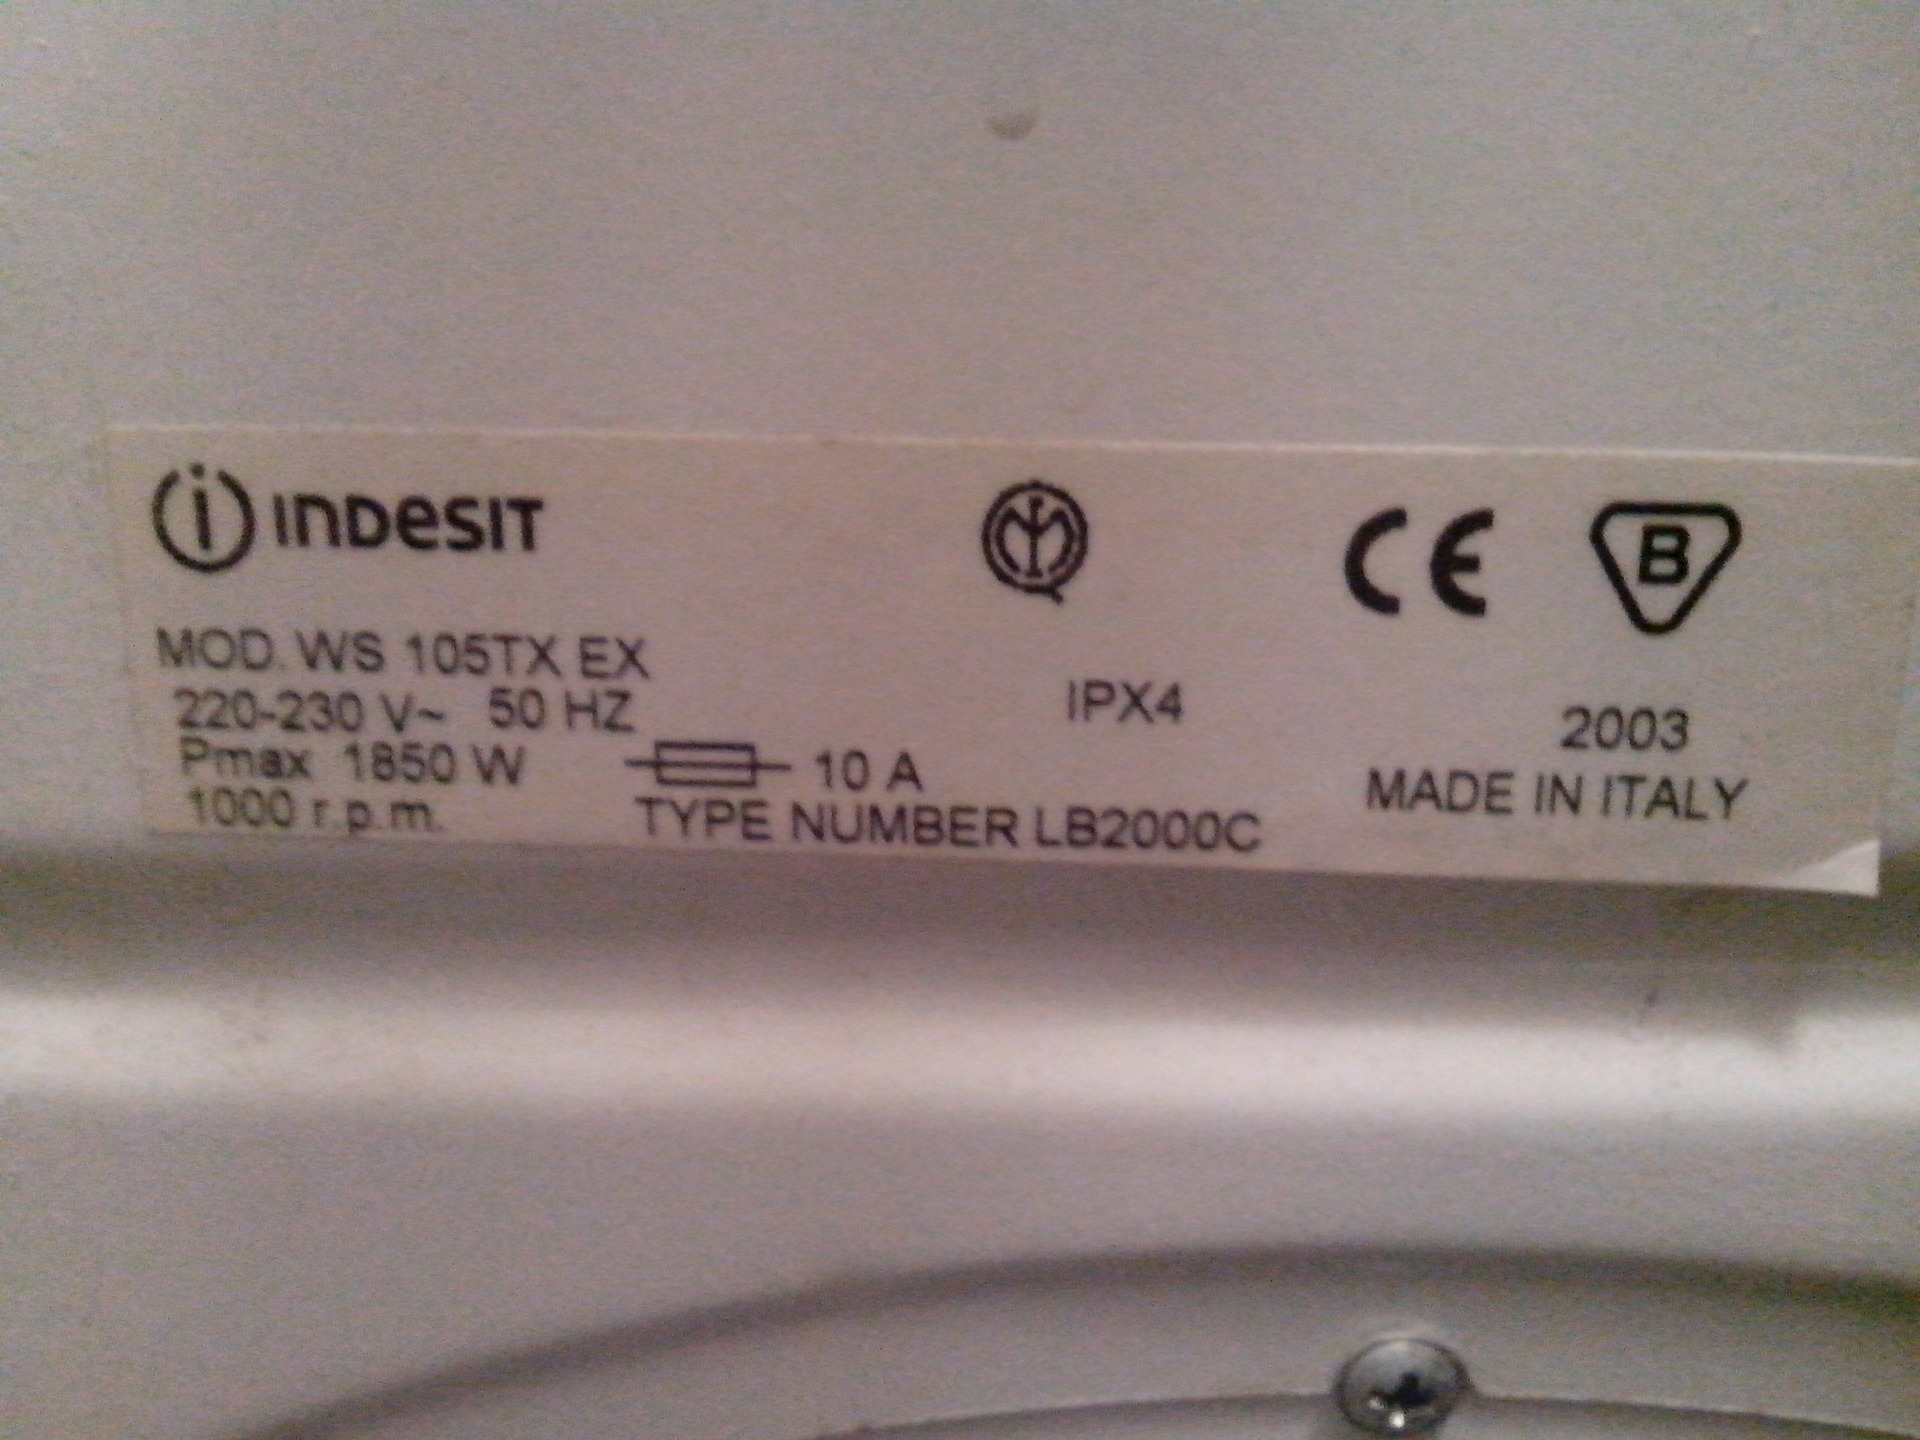 INDESIT
CE B
MOD. WS 105TX EX
220-230 V~ 50 HZ
IPX4
2003
Pmax 1850 W 10 A
MADE IN ITALY
1000 r.p.m. TYPE NUMBER LB2000C